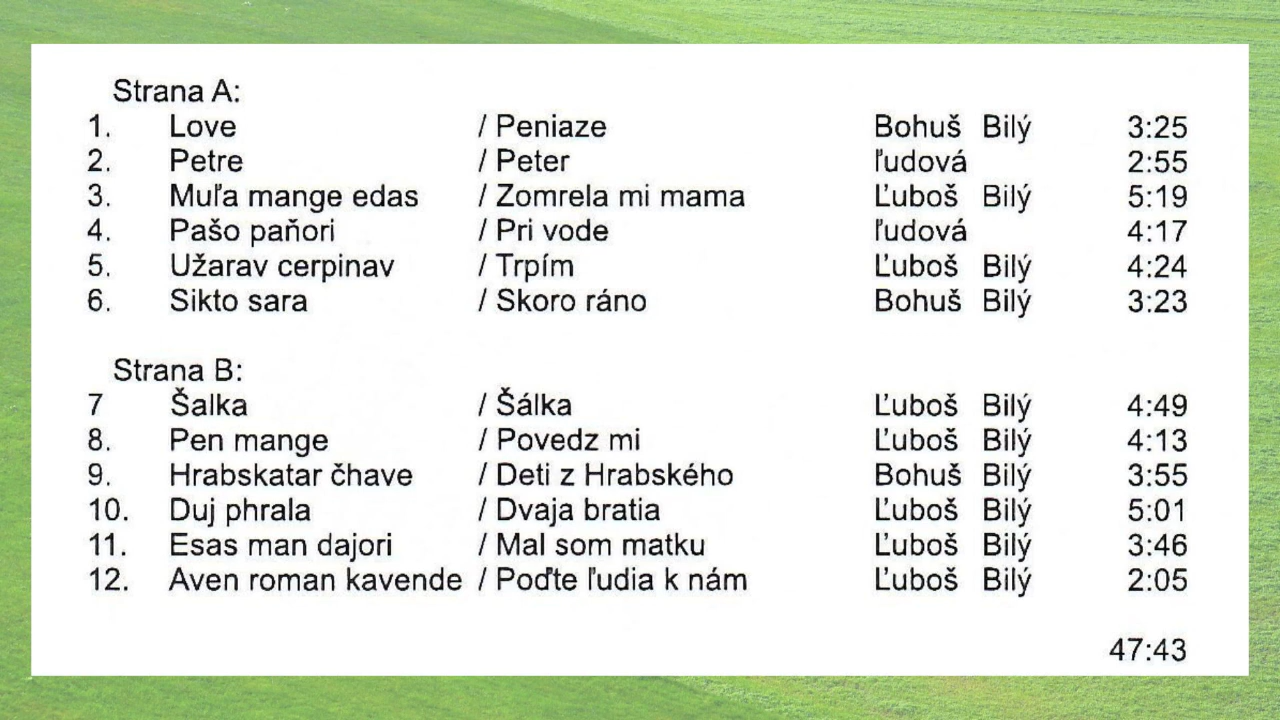 Strana A:
1. Love / Peniaze Bohuš Bilý 3:25
2. Petre / Peter ľudová 2:55
3. Muľa mange edas / Zomrela mi mama Ľuboš Bilý 5:19
4. Pašo paňori / Pri vode ľudová 4:17
5. Užarav cerpinav / Trpím Ľuboš Bilý 4:24
6. Sikto sara / Skoro ráno Bohuš Bilý 3:23
Strana B:
7 Šalka / Šálka Ľuboš Bilý 4:49
8. Pen mange / Povedz mi Ľuboš Bilý 4:13
9. Hrabskatar čhave / Deti z Hrabského Bohuš Bilý 3:55
10. Duj phrala / Dvaja bratia Ľuboš Bilý 5:01
11. Esas man dajori / Mal som matku Ľuboš Bilý 3:46
12. Aven roman kavende / Poďte ľudia k nám Ľuboš Bilý 2:05
47:43